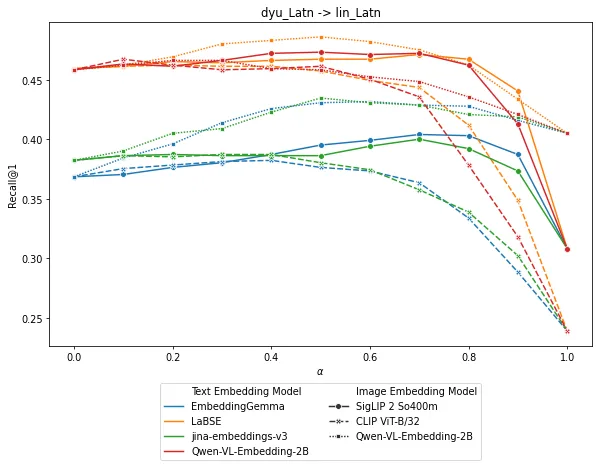 dyu_Latn -> lin_Latn
Recall@1
0.45
0.40
0.35
0.30
0.25
0.0 0.2 0.4 0.6 0.8 1.0
α
Text Embedding Model
EmbeddingGemma
LaBSE
jina-embeddings-v3
Qwen-VL-Embedding-2B
Image Embedding Model
SigLIP 2 So400m
CLIP ViT-B/32
Qwen-VL-Embedding-2B